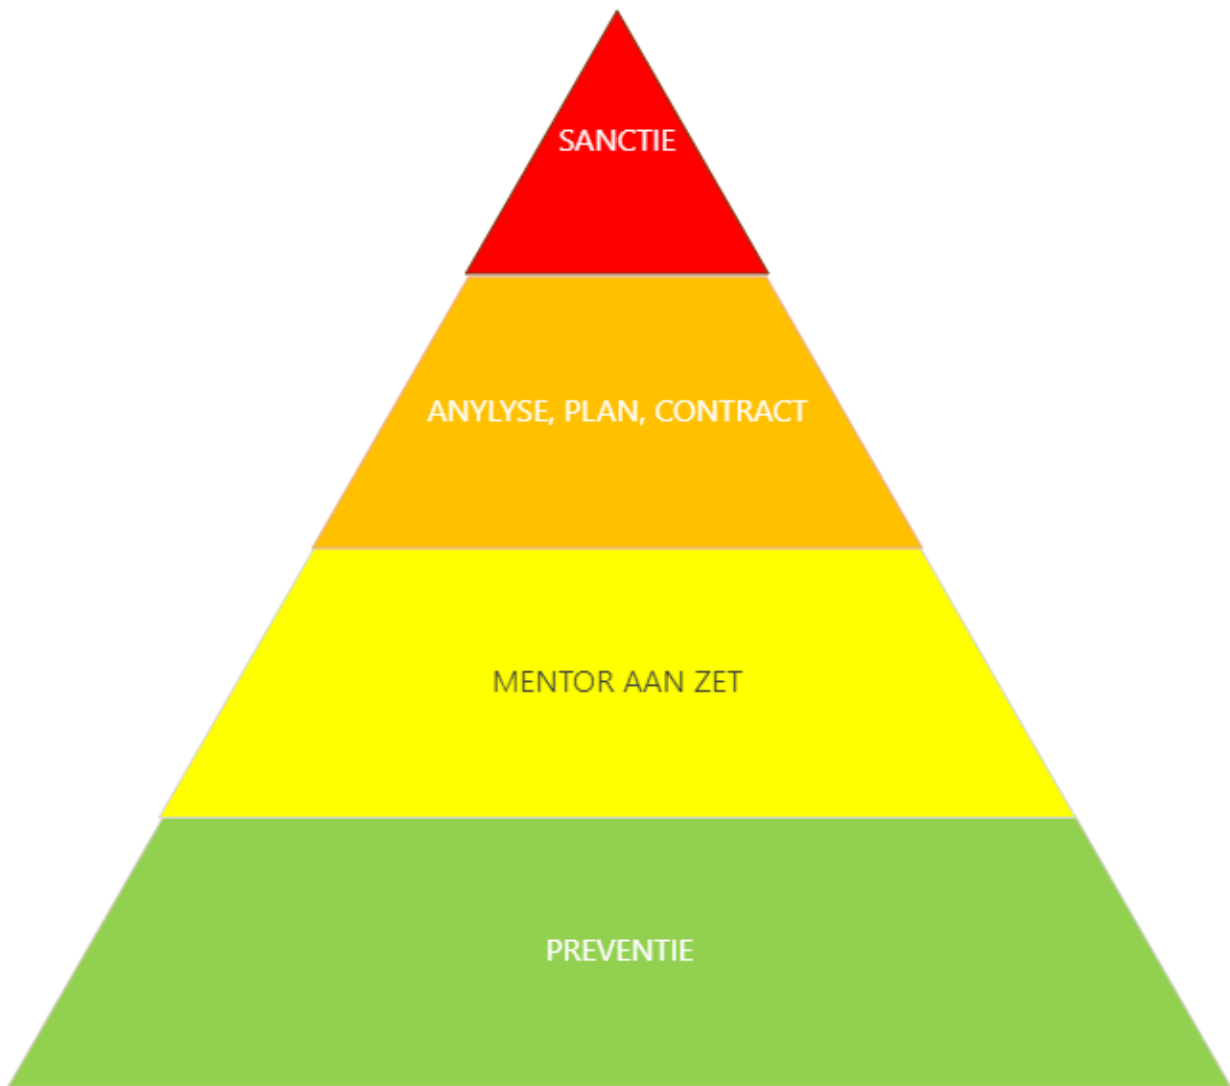 SANCTIE
ANYLYSE, PLAN, CONTRACT
MENTOR AAN ZET
PREVENTIE